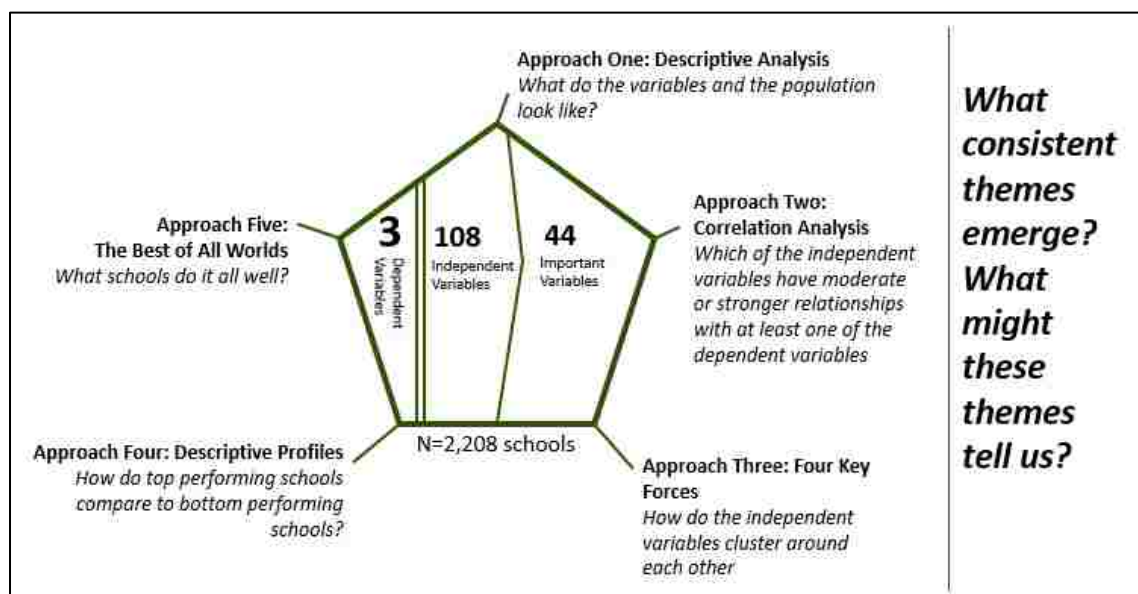 Approach One: Descriptive Analysis
What do the variables and the population
look like?
Approach Two:
Correlation Analysis
Which of the independent
variables have moderate
or stronger relationships
with at least one of the
dependent variables
Approach Three: Four Key
Forces
How do the independent
variables cluster around
each other
Approach Four: Descriptive Profiles
How do top performing schools
compare to bottom performing
schools?
Approach Five:
The Best of All Worlds
What schools do it all well?
3
Dependent
Variables
108
Independent
Variables
44
Important
Variables
N=2,208 schools
What
consistent
themes
emerge?
What
might
these
themes
tell us?